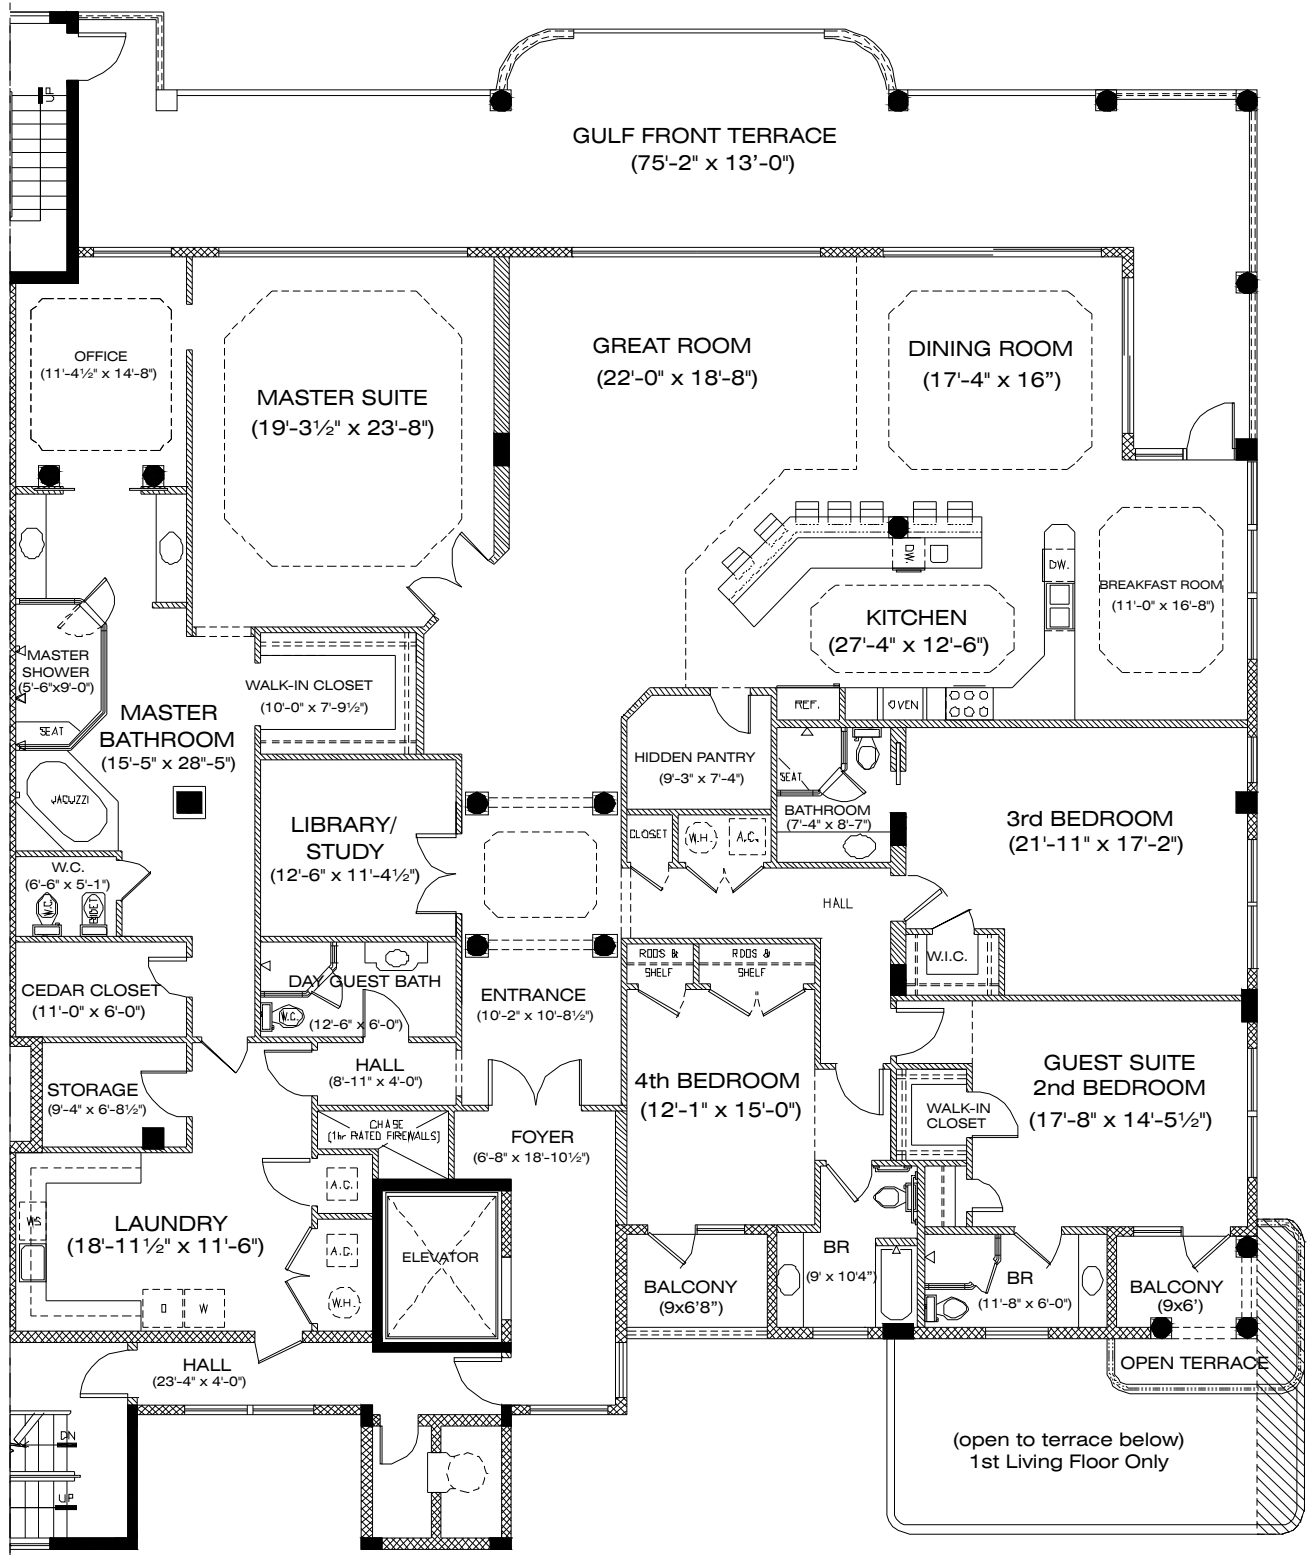 UP
GULF FRONT TERRACE
(75'-2" x 13’-0")
OFFICE
(11'-4½" x 14'-8")
MASTER SUITE
(19'-3½" x 23'-8")
GREAT ROOM
(22'-0" x 18'-8")
DINING ROOM
(17'-4" x 16”)
DW.
DW.
BREAKFAST ROOM
(11'-0" x 16'-8")
KITCHEN
(27'-4" x 12'-6")
REF.
OVEN
MASTER
SHOWER
(5'-6"x9'-0")
SEAT
WALK-IN CLOSET
(10'-0" x 7'-9½")
MASTER
BATHROOM
(15'-5" x 28"-5")
JACUZZI
HIDDEN PANTRY
(9'-3" x 7'-4")
SEAT
BATHROOM
(7'-4" x 8'-7")
CLOSET
W.H.
A.C.
3rd BEDROOM
(21'-11" x 17'-2")
LIBRARY/
STUDY
(12'-6" x 11'-4½")
W.C.
(6'-6" x 5'-1")
W.C.
BIDET
HALL
W.I.C.
RODS &
SHELF
RODS &
SHELF
CEDAR CLOSET
(11'-0" x 6'-0")
DAY GUEST BATH
W.C.
(12'-6" x 6'-0")
ENTRANCE
(10'-2" x 10'-8½")
HALL
(8'-11" x 4'-0")
STORAGE
(9'-4" x 6'-8½")
4th BEDROOM
(12'-1" x 15'-0")
GUEST SUITE
2nd BEDROOM
(17'-8" x 14'-5½")
WALK-IN
CLOSET
CHASE
(1hr RATED FIREWALLS)
FOYER
(6'-8" x 18'-10½")
A.C.
WS
LAUNDRY
(18'-11½" x 11'-6")
A.C.
W.H.
D
W
ELEVATOR
BALCONY
(9x6'8”)
BR
(9' x 10'4”)
BR
(11'-8" x 6'-0")
BALCONY
(9x6’)
OPEN TERRACE
HALL
(23'-4" x 4'-0")
DN
UP
(open to terrace below)
1st Living Floor Only